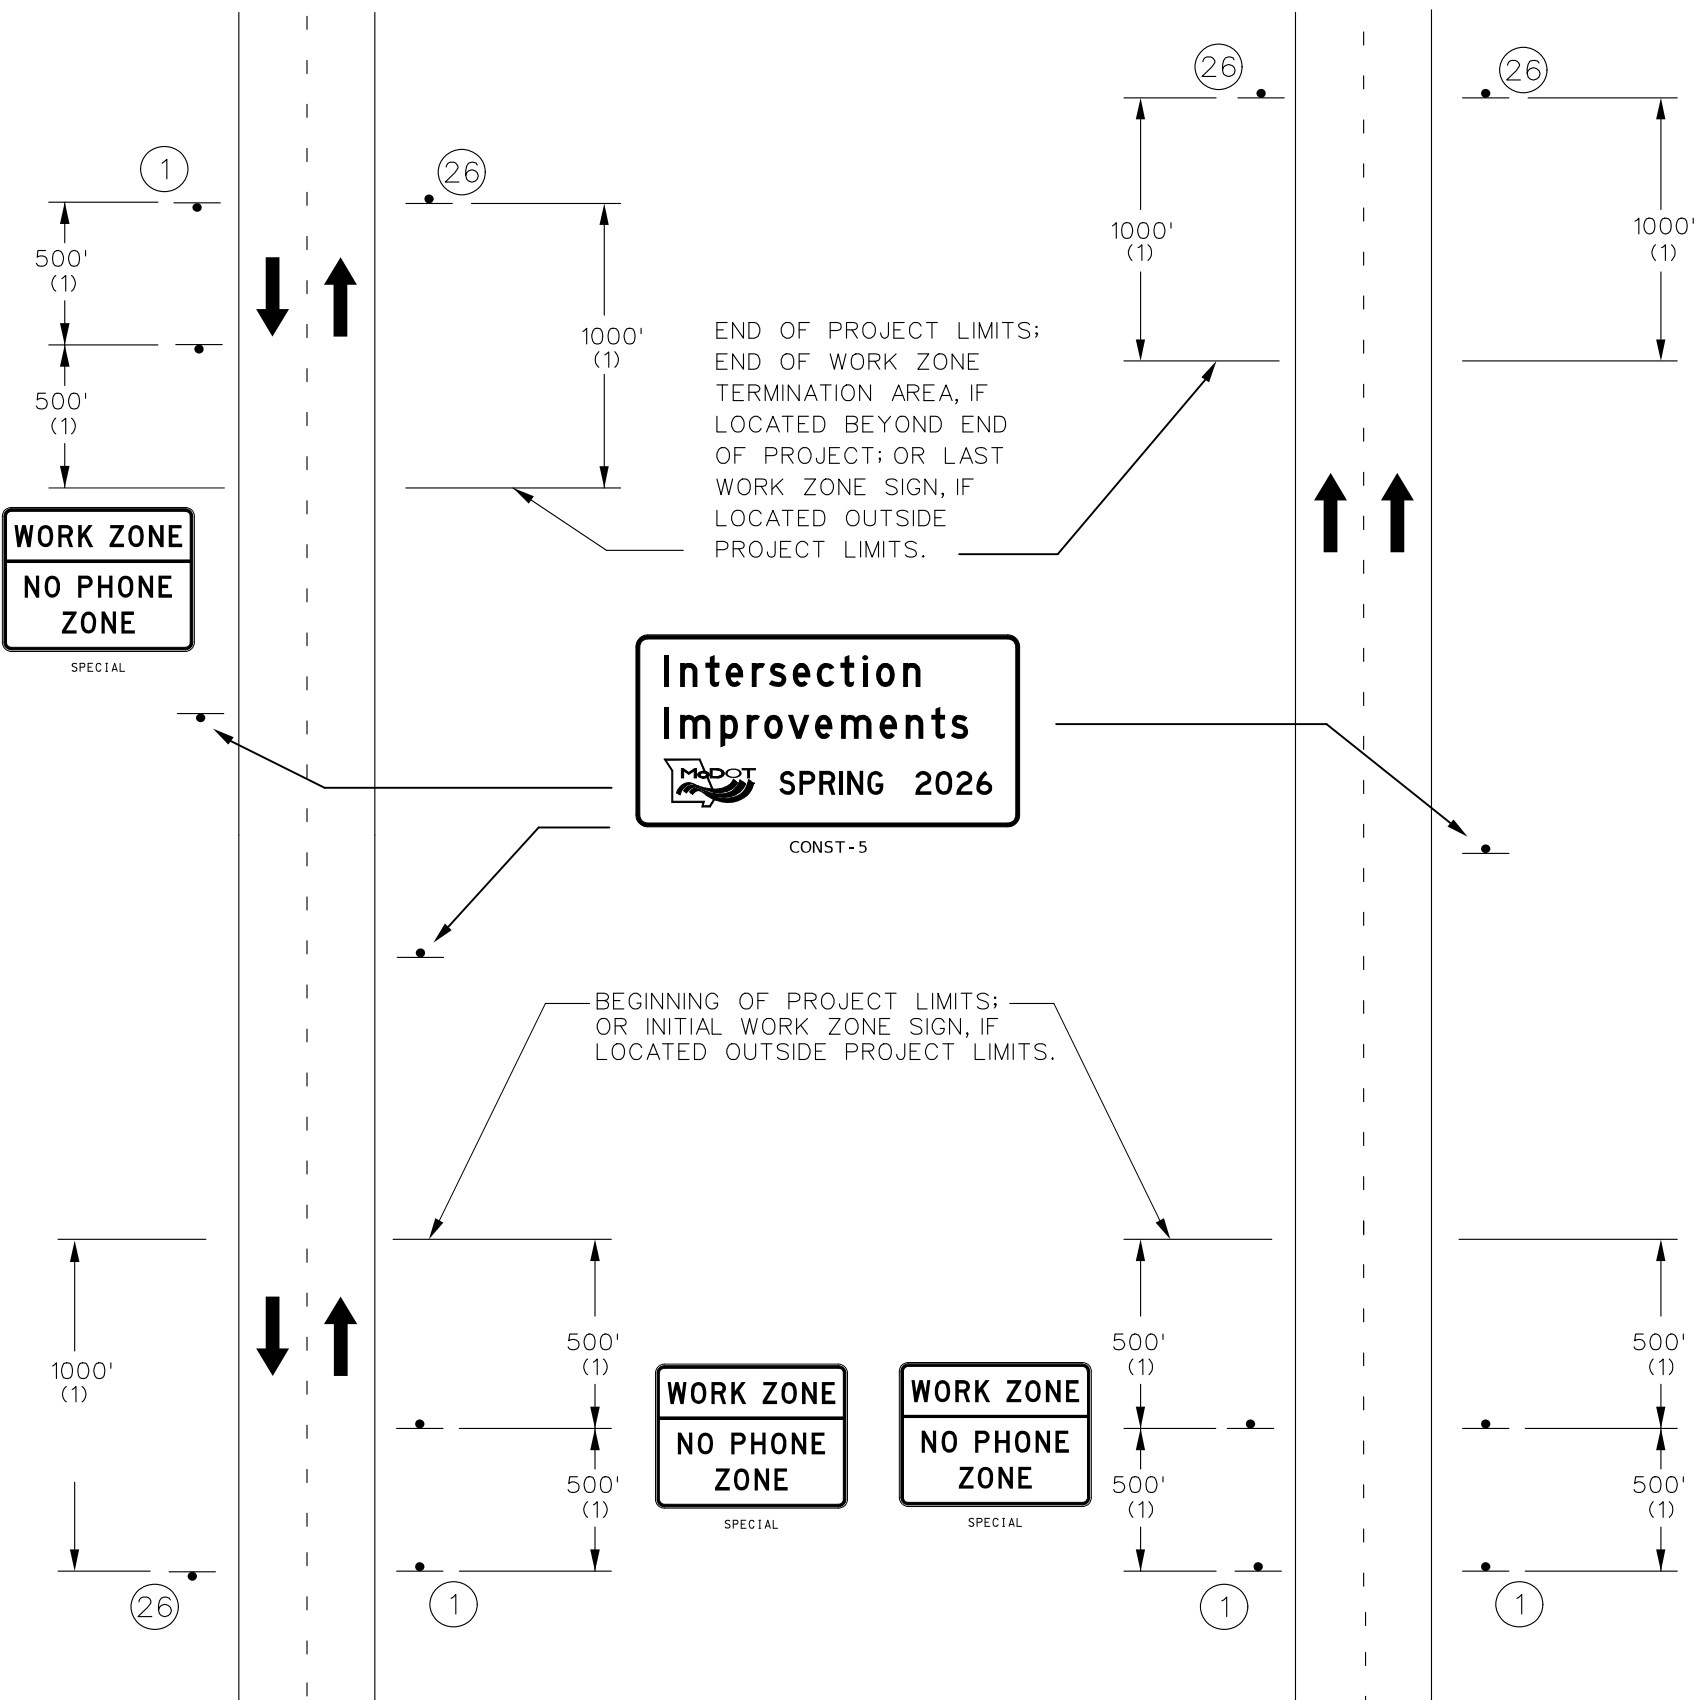 26
26
1
26
500'
(1)
1000'
(1)
1000'
(1)
1000'
(1)
500'
(1)
END OF PROJECT LIMITS;
END OF WORK ZONE
TERMINATION AREA, IF
LOCATED BEYOND END
OF PROJECT; OR LAST
WORK ZONE SIGN, IF
LOCATED OUTSIDE
PROJECT LIMITS.
WORK ZONE
NO PHONE
ZONE
SPECIAL
Intersection
Improvements
MoDOT SPRING 2026
CONST-5
BEGINNING OF PROJECT LIMITS;
OR INITIAL WORK ZONE SIGN, IF
LOCATED OUTSIDE PROJECT LIMITS.
1000'
(1)
500'
(1)
500'
(1)
500'
(1)
WORK ZONE
NO PHONE
ZONE
SPECIAL
WORK ZONE
NO PHONE
ZONE
SPECIAL
500'
(1)
500'
(1)
500'
(1)
26
1
1
1